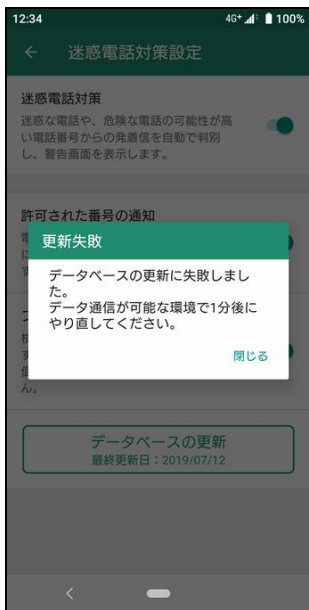 12:34
4G+ 100%
迷惑電話対策設定
迷惑電話対策
迷惑な電話や、危険な電話の可能性が高
い電話番号からの発着信を自動で判別
し、警告画面を表示します。
許可された番号の通知
更新失敗
データベースの更新に失敗しまし
た。
データ通信が可能な環境で1分後に
やり直してください。
閉じる
ん。
データベースの更新
最終更新日：2019/07/12